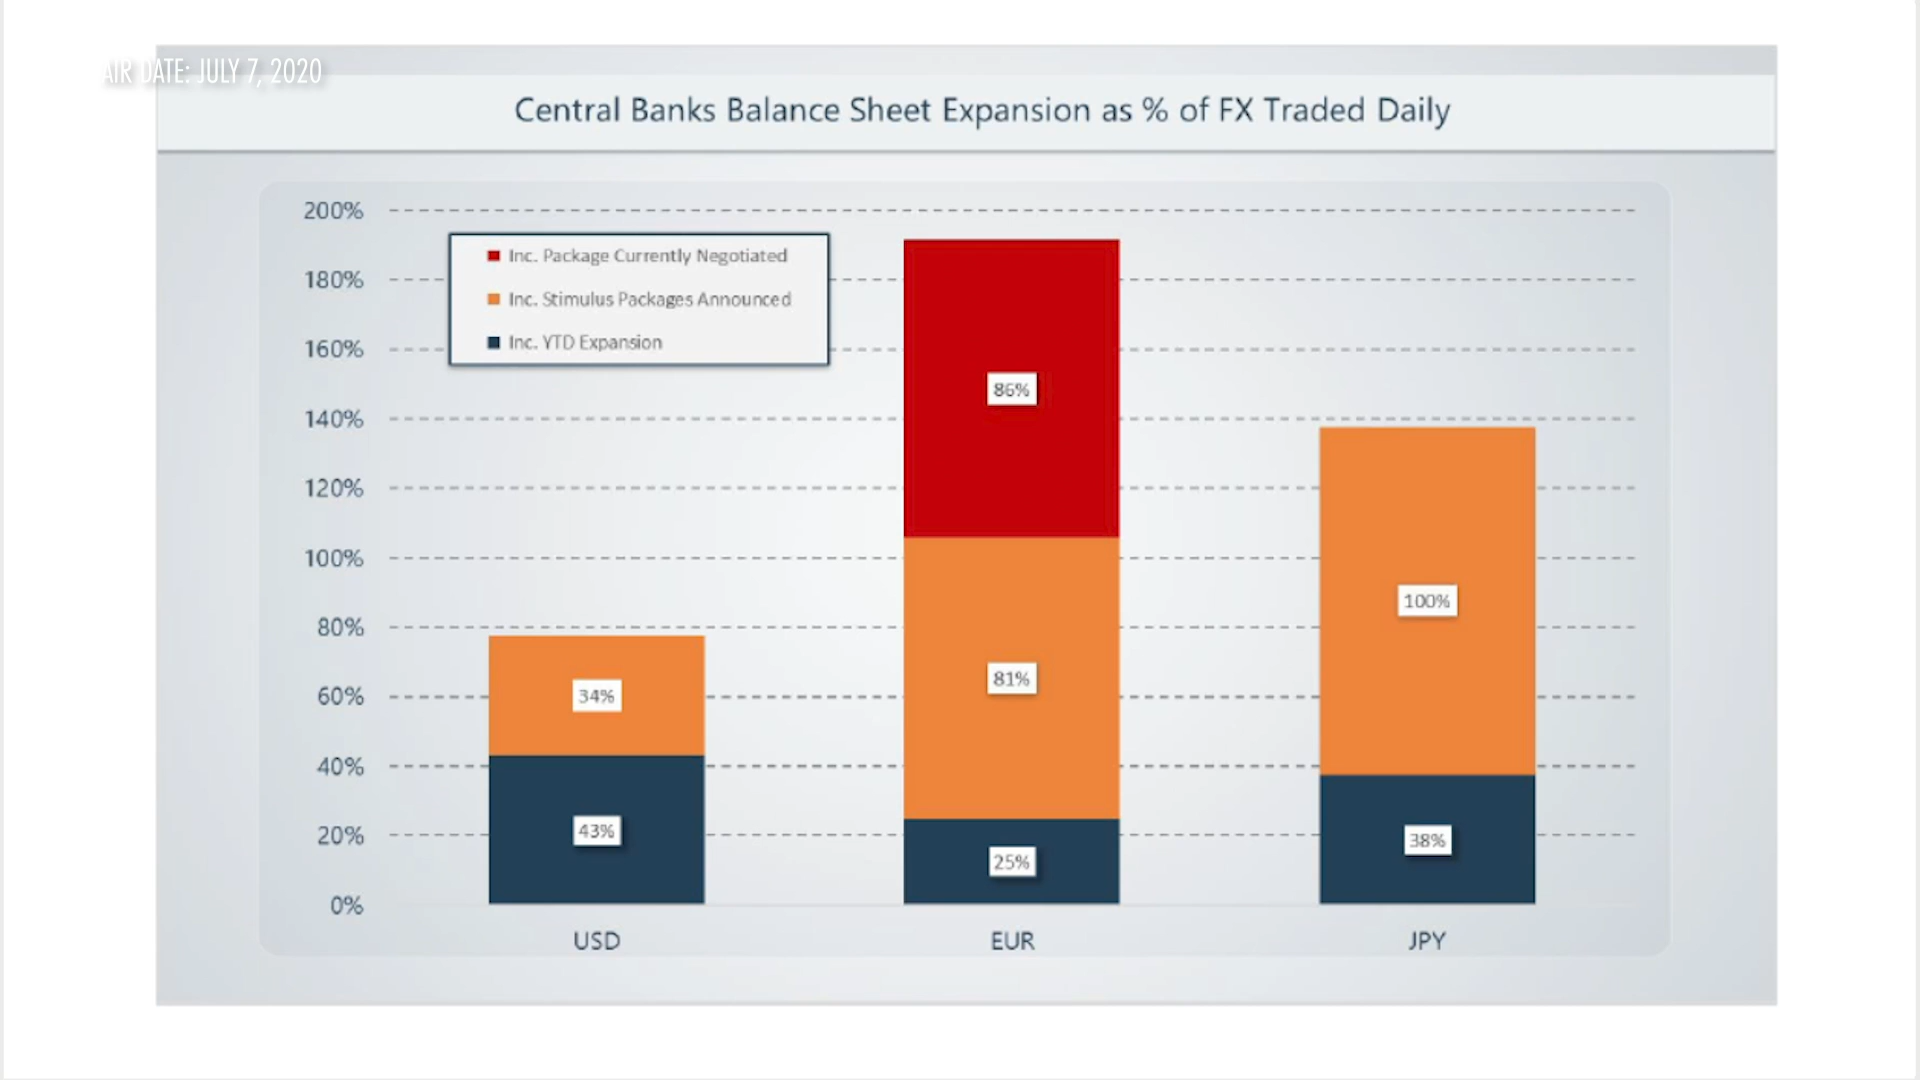 AIR DATE: JULY 7, 2020
Central Banks Balance Sheet Expansion as % of FX Traded Daily
200%
180%
160%
140%
120%
100%
80%
60%
40%
20%
0%
Inc. Package Currently Negotiated
Inc. Stimulus Packages Announced
Inc. YTD Expansion
34%
43%
86%
81%
25%
100%
38%
USD
EUR
JPY